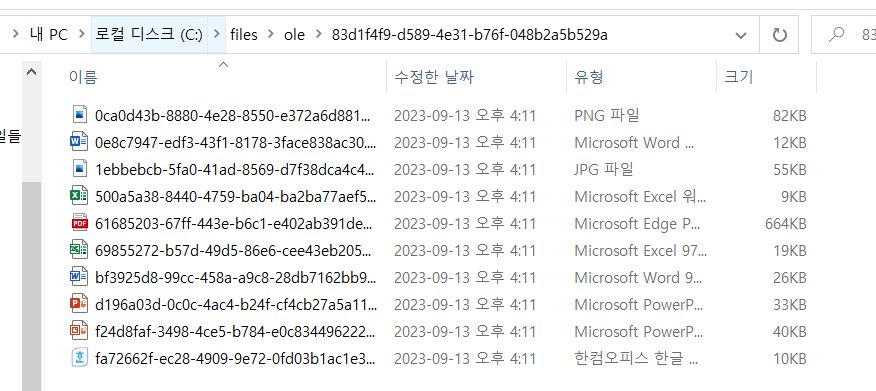 내 PC > 로컬 디스크 (C:) > files > ole > 83d1f4f9-d589-4e31-b76f-048b2a5b529a
83
이름 수정한 날짜 유형 크기
0ca0d43b-8880-4e28-8550-e372a6d881... 2023-09-13 오후 4:11 PNG 파일 82KB
0e8c7947-edf3-43f1-8178-3face838ac30... 2023-09-13 오후 4:11 Microsoft Word ... 12KB
1ebbebcb-5fa0-41ad-8569-d7f38dca4c4... 2023-09-13 오후 4:11 JPG 파일 55KB
500a5a38-8440-4759-ba04-ba2ba77aef5... 2023-09-13 오후 4:11 Microsoft Excel 워... 9KB
61685203-67ff-443e-b6c1-e402ab391de... 2023-09-13 오후 4:11 Microsoft Edge P... 664KB
69855272-b57d-49d5-86e6-cee43eb205... 2023-09-13 오후 4:11 Microsoft Excel 97... 19KB
bf3925d8-99cc-458a-a9c8-28db7162bb9... 2023-09-13 오후 4:11 Microsoft Word 9... 26KB
d196a03d-0c0c-4ac4-b24f-cf4cb27a5a11... 2023-09-13 오후 4:11 Microsoft PowerP... 33KB
f24d8faf-3498-4ce5-b784-e0c834496222... 2023-09-13 오후 4:11 Microsoft PowerP... 40KB
fa72662f-ec28-4909-9e72-0fd03b1ac1e3... 2023-09-13 오후 4:11 한컴오피스 한글 ... 10KB